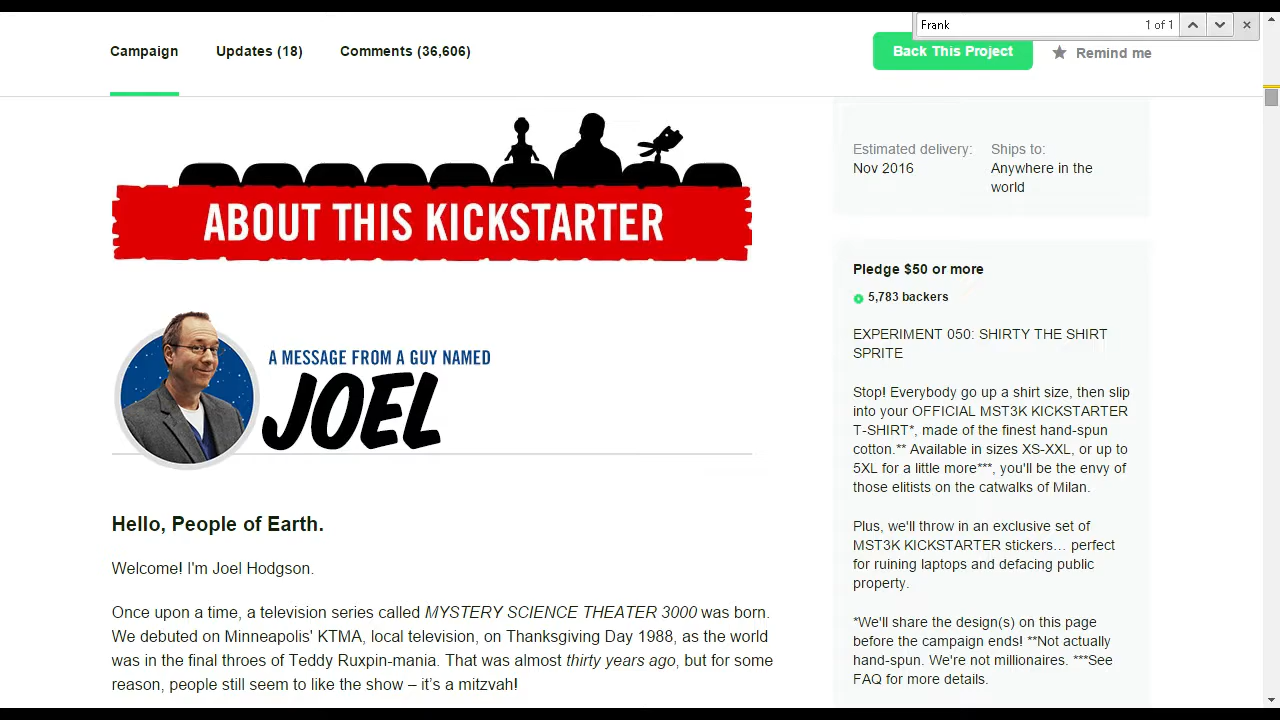 Frank
1 of 1
Campaign
Updates (18)
Comments (36,606)
Back This Project
Remind me
ABOUT THIS KICKSTARTER
A MESSAGE FROM A GUY NAMED
JOEL
Hello, People of Earth.
Welcome! I'm Joel Hodgson.
Once upon a time, a television series called MYSTERY SCIENCE THEATER 3000 was born.
We debuted on Minneapolis' KTMA, local television, on Thanksgiving Day 1988, as the world
was in the final throes of Teddy Ruxpin-mania. That was almost thirty years ago, but for some
reason, people still seem to like the show – it's a mitzvah!
Estimated delivery:
Nov 2016
Ships to:
Anywhere in the
world
Pledge $50 or more
5,783 backers
EXPERIMENT 050: SHIRTY THE SHIRT
SPRITE
Stop! Everybody go up a shirt size, then slip
into your OFFICIAL MST3K KICKSTARTER
T-SHIRT*, made of the finest hand-spun
cotton.** Available in sizes XS-XXL, or up to
5XL for a little more***, you'll be the envy of
those elitists on the catwalks of Milan.
Plus, we'll throw in an exclusive set of
MST3K KICKSTARTER stickers… perfect
for ruining laptops and defacing public
property.
*We'll share the design(s) on this page
before the campaign ends! **Not actually
hand-spun. We're not millionaires. ***See
FAQ for more details.